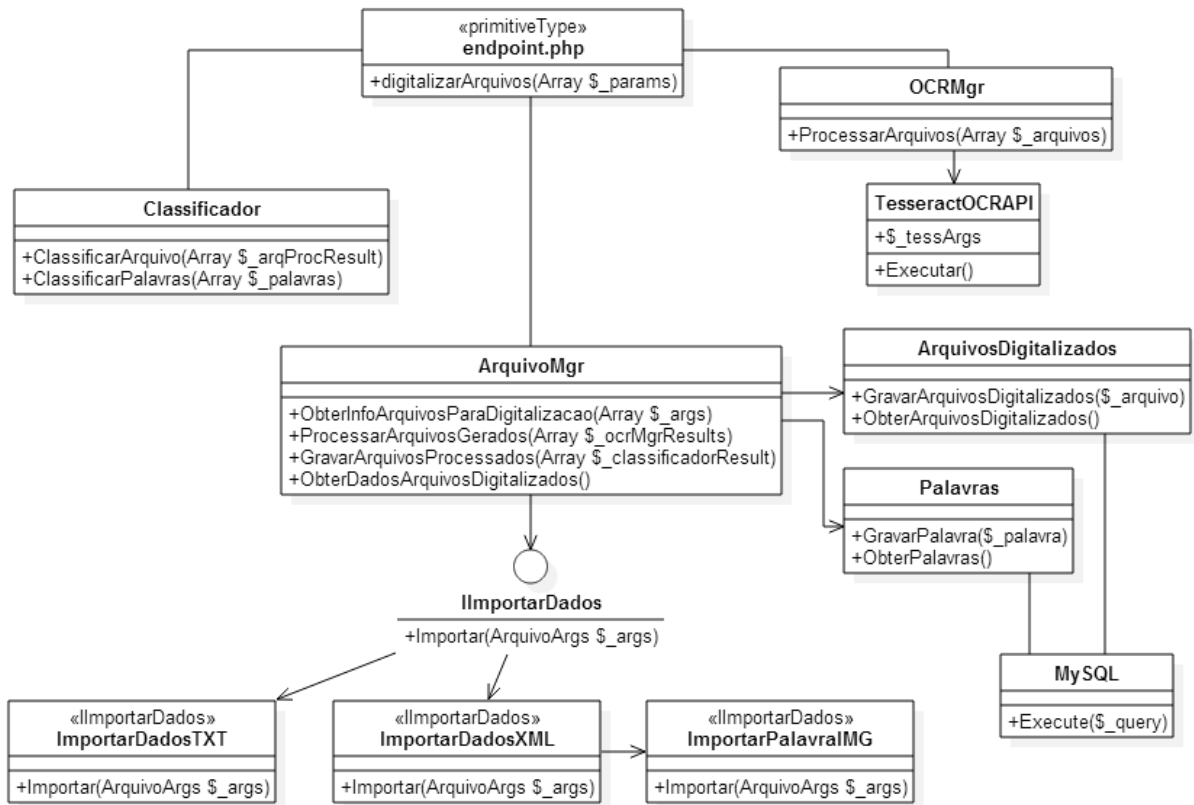 «primitiveType»
endpoint.php
+digitalizarArquivos(Array $_params)
OCRMgr
+ProcessarArquivos(Array $_arquivos)
TesseractOCRAPI
+$_tessArgs
+Executar()
Classificador
+ClassificarArquivo(Array $_arqProcResult)
+ClassificarPalavras(Array $_palavras)
ArquivoMgr
+ObterInfoArquivosParaDigitalizacao(Array $_args)
+ProcessarArquivosGerados(Array $_ocrMgrResults)
+GravarArquivosProcessados(Array $_classificadorResult)
+ObterDadosArquivosDigitalizados()
ArquivosDigitalizados
+GravarArquivosDigitalizados($_arquivo)
+ObterArquivosDigitalizados()
Palavras
+GravarPalavra($_palavra)
+ObterPalavras()
IImportarDados
+Importar(ArquivoArgs $_args)
MySQL
+Execute($_query)
«IImportarDados»
ImportarDadosTXT
+Importar(ArquivoArgs $_args)
«IImportarDados»
ImportarDadosXML
+Importar(ArquivoArgs $_args)
«IImportarDados»
ImportarPalavraIMG
+Importar(ArquivoArgs $_args)